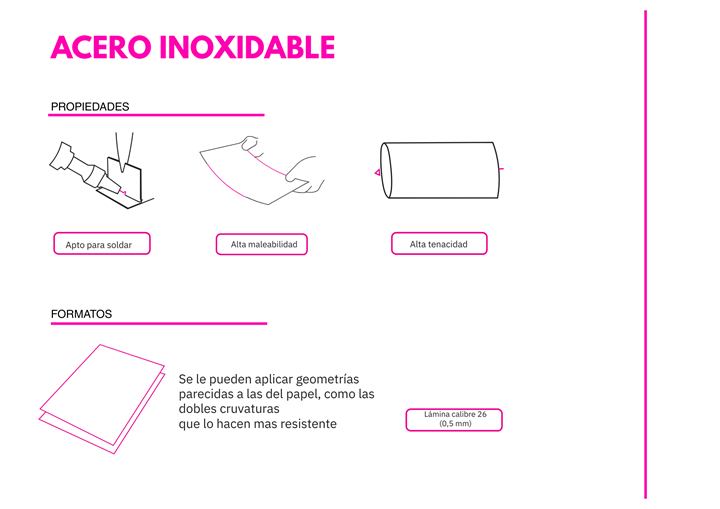 ACERO INOXIDABLE
PROPIEDADES
Apto para soldar
Alta maleabilidad
Alta tenacidad
FORMATOS
Se le pueden aplicar geometrías
parecidas a las del papel, como las
dobles cruvaturas
que lo hacen mas resistente
Lámina calibre 26
(0,5 mm)